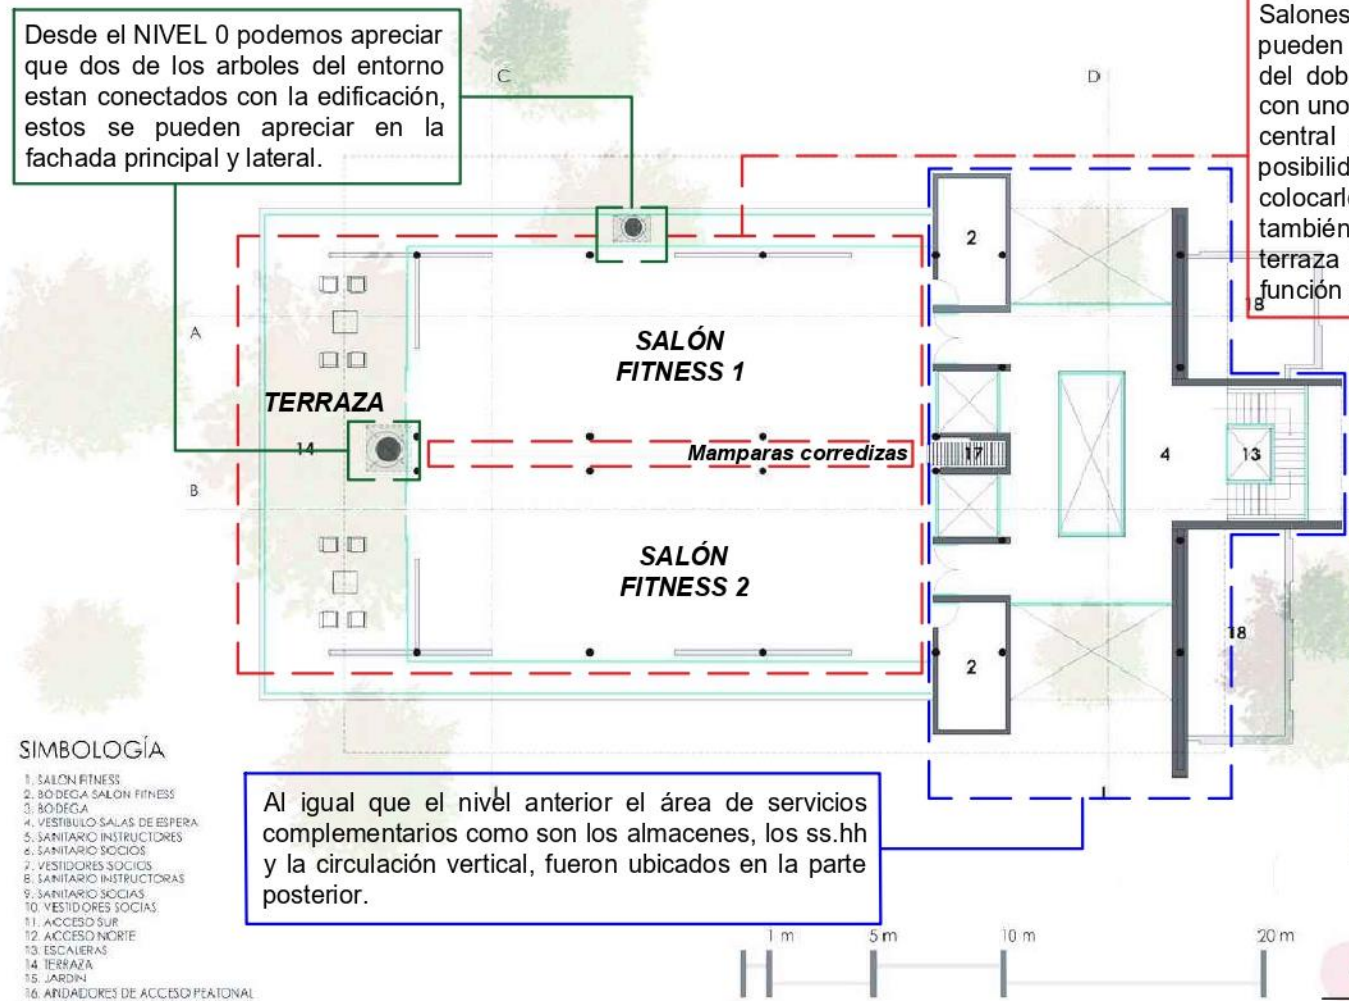 Desde el NIVEL 0 podemos apreciar
que dos de los arboles del entorno
estan conectados con la edificación,
estos se pueden apreciar en la
fachada principal y lateral.
C
D
Salones
pueden
del dob
con uno
central
posibilid
colocarl
también
terraza
función
18
2
A
SALÓN
FITNESS 1
TERRAZA
14
Mamparas corredizas
17
4
13
B
SALÓN
FITNESS 2
18
2
SIMBOLOGÍA
1. SALON FITNESS
2. BODEGA SALON FITNESS
3. BODEGA
4. VESTIBULO SALAS DE ESPERA
5. SANITARIO INSTRUCTORES
6. SANITARIO SOCIOS
7. VESTIDORES SOCIOS
8. SANITARIO INSTRUCTORAS
9. SANITARIO SOCIAS
10. VESTIDORES SOCIAS
11. ACCESO SUR
12. ACCESO NORTE
13. ESCALERAS
14. TERRAZA
15. JARDIN
16. ANDADORES DE ACCESO PEATONAL
Al igual que el nivel anterior el área de servicios
complementarios como son los almacenes, los ss.hh
y la circulación vertical, fueron ubicados en la parte
posterior.
1 m
5 m
10 m
20 m